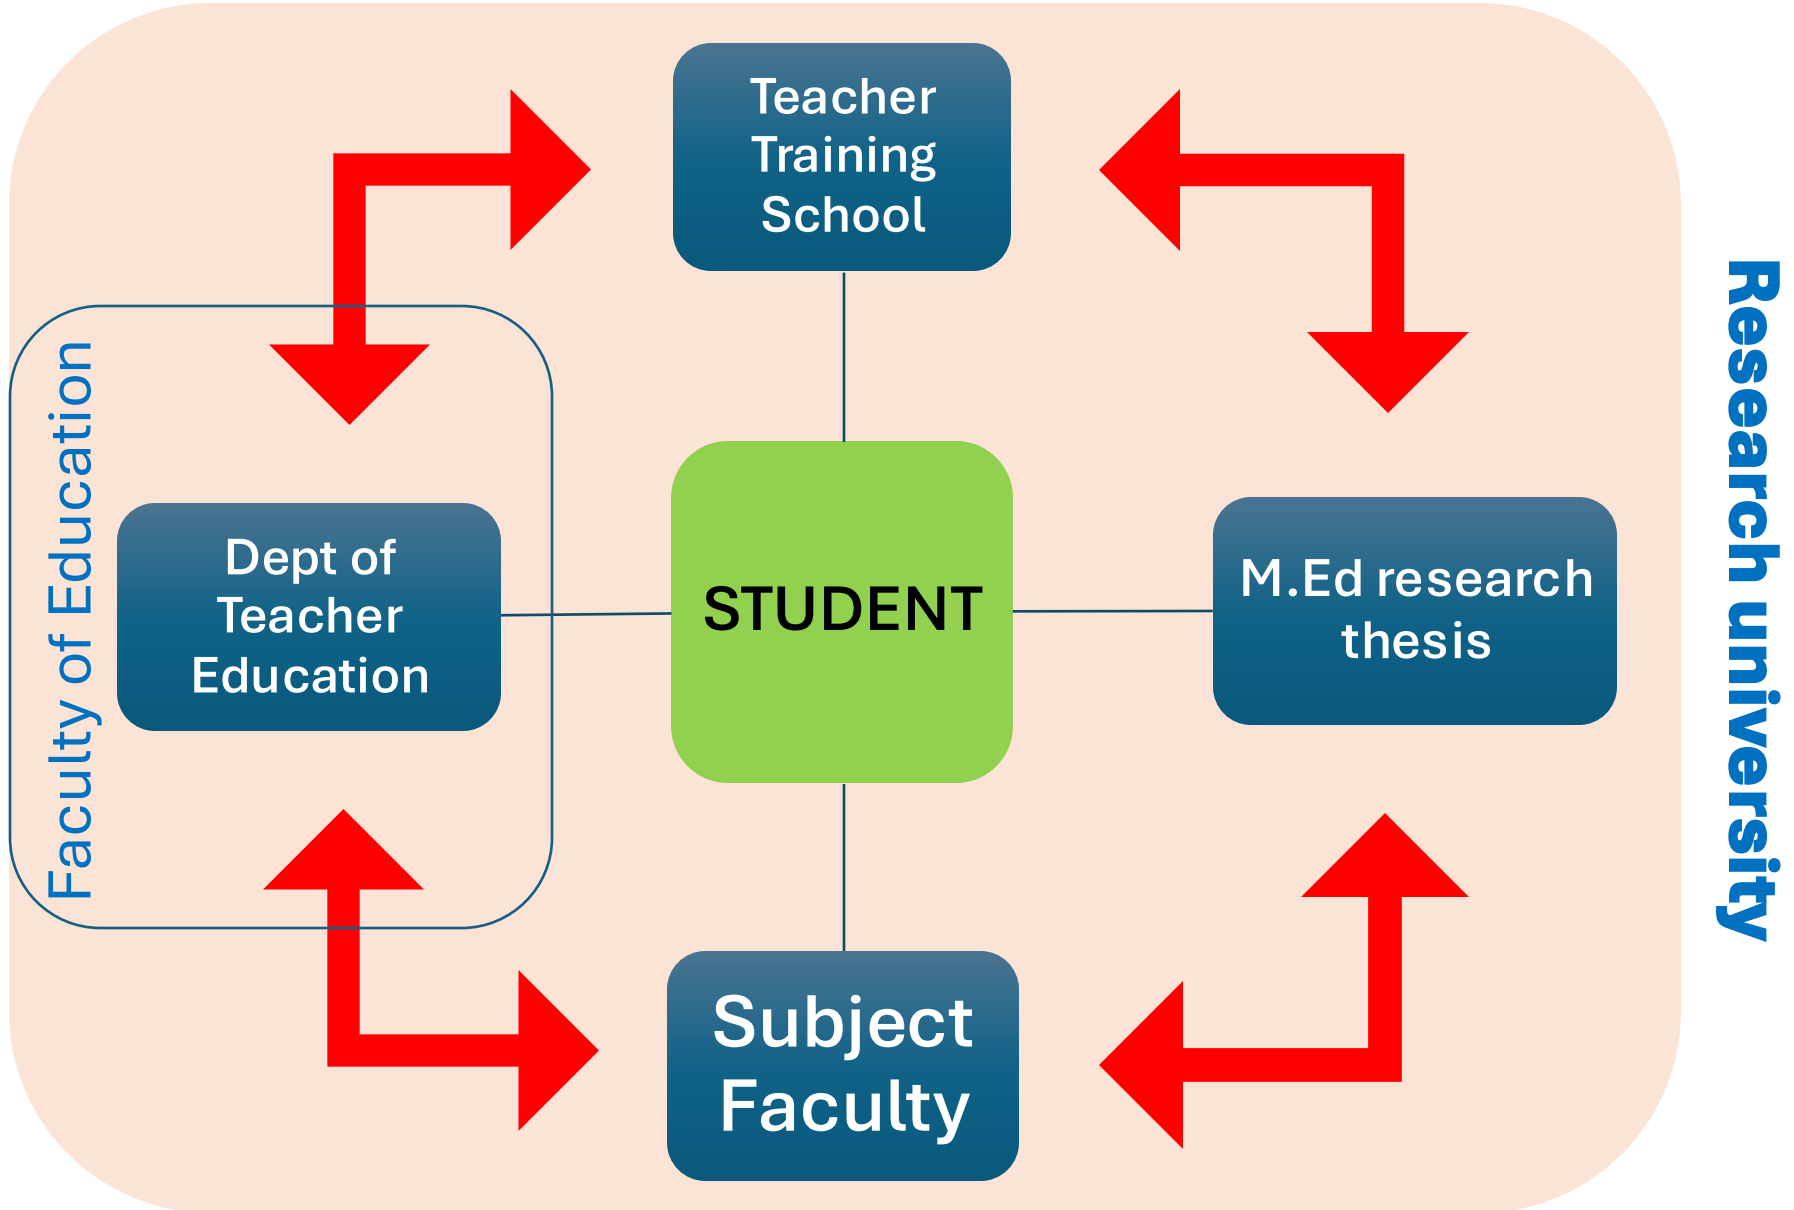 Teacher
Training
School
Faculty of Education
Dept of
Teacher
Education
STUDENT
M.Ed research
thesis
Research university
Subject
Faculty